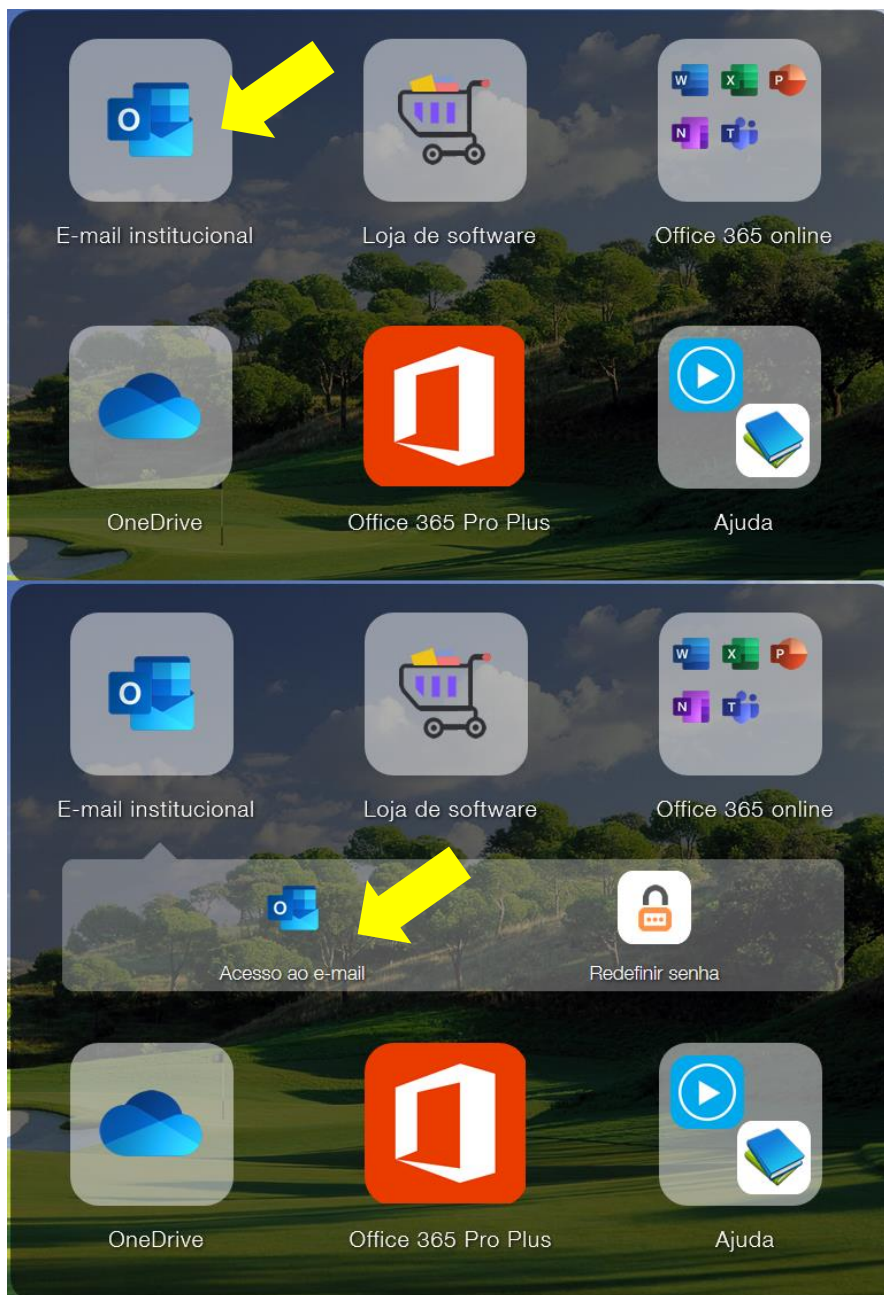 O
W X P
N T
E-mail institucional Loja de software Office 365 online
OneDrive Office 365 Pro Plus Ajuda
O
W X P
N T
E-mail institucional Loja de software Office 365 online
O
Acesso ao e-mail Redefinir senha
OneDrive Office 365 Pro Plus Ajuda